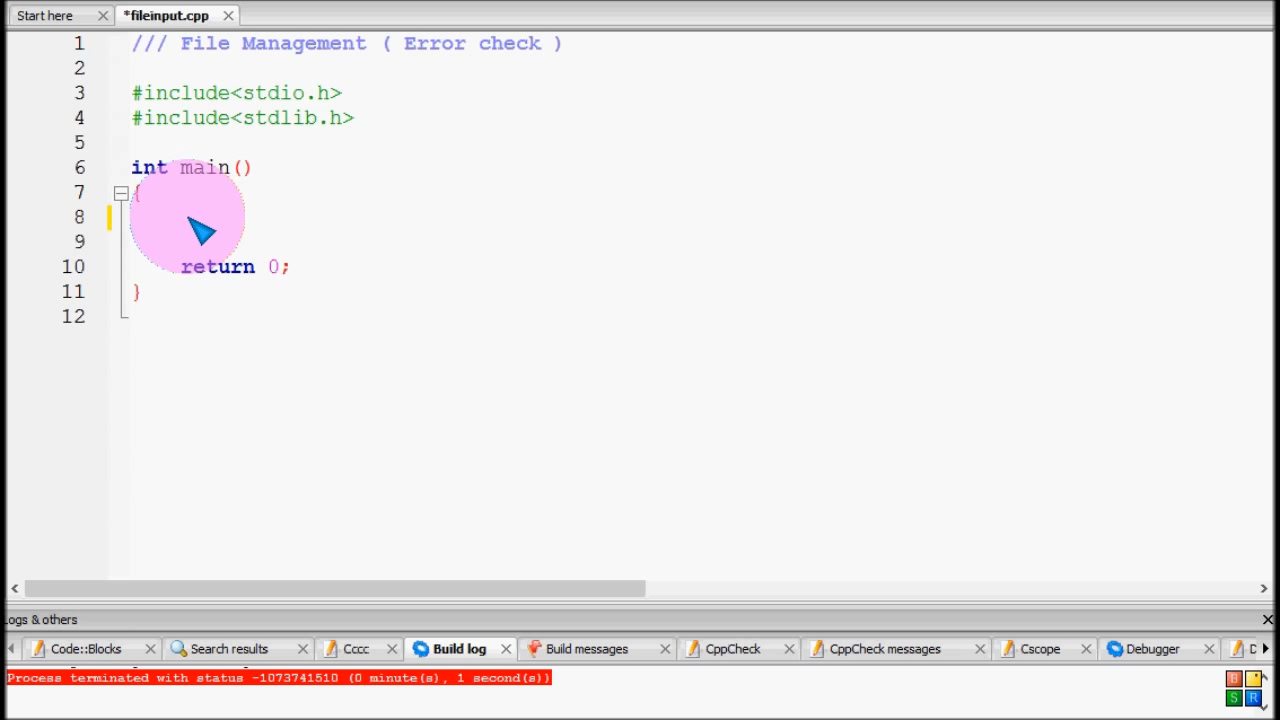 Start here *fileinput.cpp
1 /// File Management ( Error check )
2
3 #include<stdio.h>
4 #include<stdlib.h>
5
6 int main()
7 {
8
9
10 return 0;
11 }
12
ogs & others
Code::Blocks Search results Cccc Build log Build messages CppCheck CppCheck messages Cscope Debugger D
Process terminated with status -1073741510 (0 minute(s), 1 second(s))
B
S R